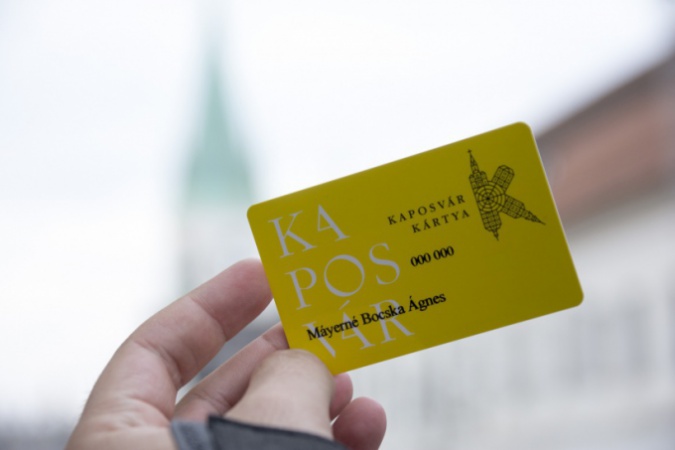 KA
POS
VÁR
KAPOSVÁR
KÁRTYA
000 000
Máyerné Bocska Ágnes